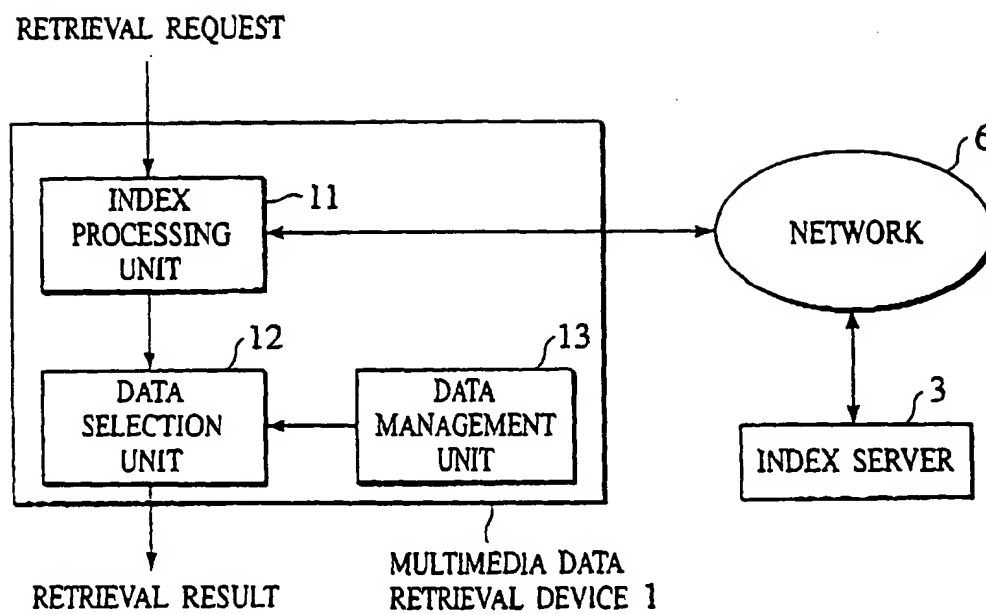 RETRIEVAL REQUEST
6
INDEX
PROCESSING
UNIT
11
NETWORK
12
13
DATA
SELECTION
UNIT
DATA
MANAGEMENT
UNIT
3
INDEX SERVER
MULTIMEDIA DATA
RETRIEVAL DEVICE 1
RETRIEVAL RESULT